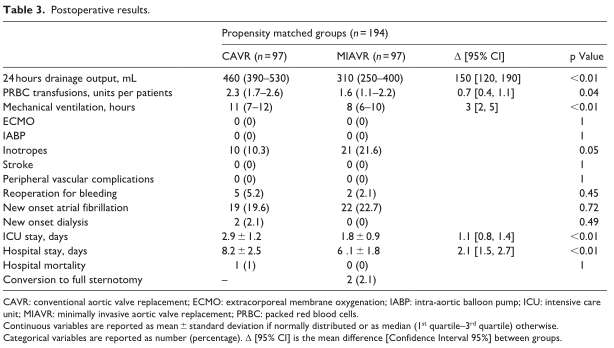 Table 3. Postoperative results.
Propensity matched groups (n = 194)
CAVR (n = 97) MIAVR (n = 97) Δ [95% CI] p Value
24 hours drainage output, mL 460 (390–530) 310 (250–400) 150 [120, 190] <0.01
PRBC transfusions, units per patients 2.3 (1.7–2.6) 1.6 (1.1–2.2) 0.7 [0.4, 1.1] 0.04
Mechanical ventilation, hours 11 (7–12) 8 (6–10) 3 [2, 5] <0.01
ECMO 0 (0) 0 (0) 1
IABP 0 (0) 0 (0) 1
Inotropes 10 (10.3) 21 (21.6) 0.05
Stroke 0 (0) 0 (0) 1
Peripheral vascular complications 0 (0) 0 (0) 1
Reoperation for bleeding 5 (5.2) 2 (2.1) 0.45
New onset atrial fibrillation 19 (19.6) 22 (22.7) 0.72
New onset dialysis 2 (2.1) 0 (0) 0.49
ICU stay, days 2.9 ± 1.2 1.8 ± 0.9 1.1 [0.8, 1.4] <0.01
Hospital stay, days 8.2 ± 2.5 6 .1 ± 1.8 2.1 [1.5, 2.7] <0.01
Hospital mortality 1 (1) 0 (0) 1
Conversion to full sternotomy – 2 (2.1)
CAVR: conventional aortic valve replacement; ECMO: extracorporeal membrane oxygenation; IABP: intra-aortic balloon pump; ICU: intensive care
unit; MIAVR: minimally invasive aortic valve replacement; PRBC: packed red blood cells.
Continuous variables are reported as mean ± standard deviation if normally distributed or as median (1st quartile–3rd quartile) otherwise.
Categorical variables are reported as number (percentage). Δ [95% CI] is the mean difference [Confidence Interval 95%] between groups.